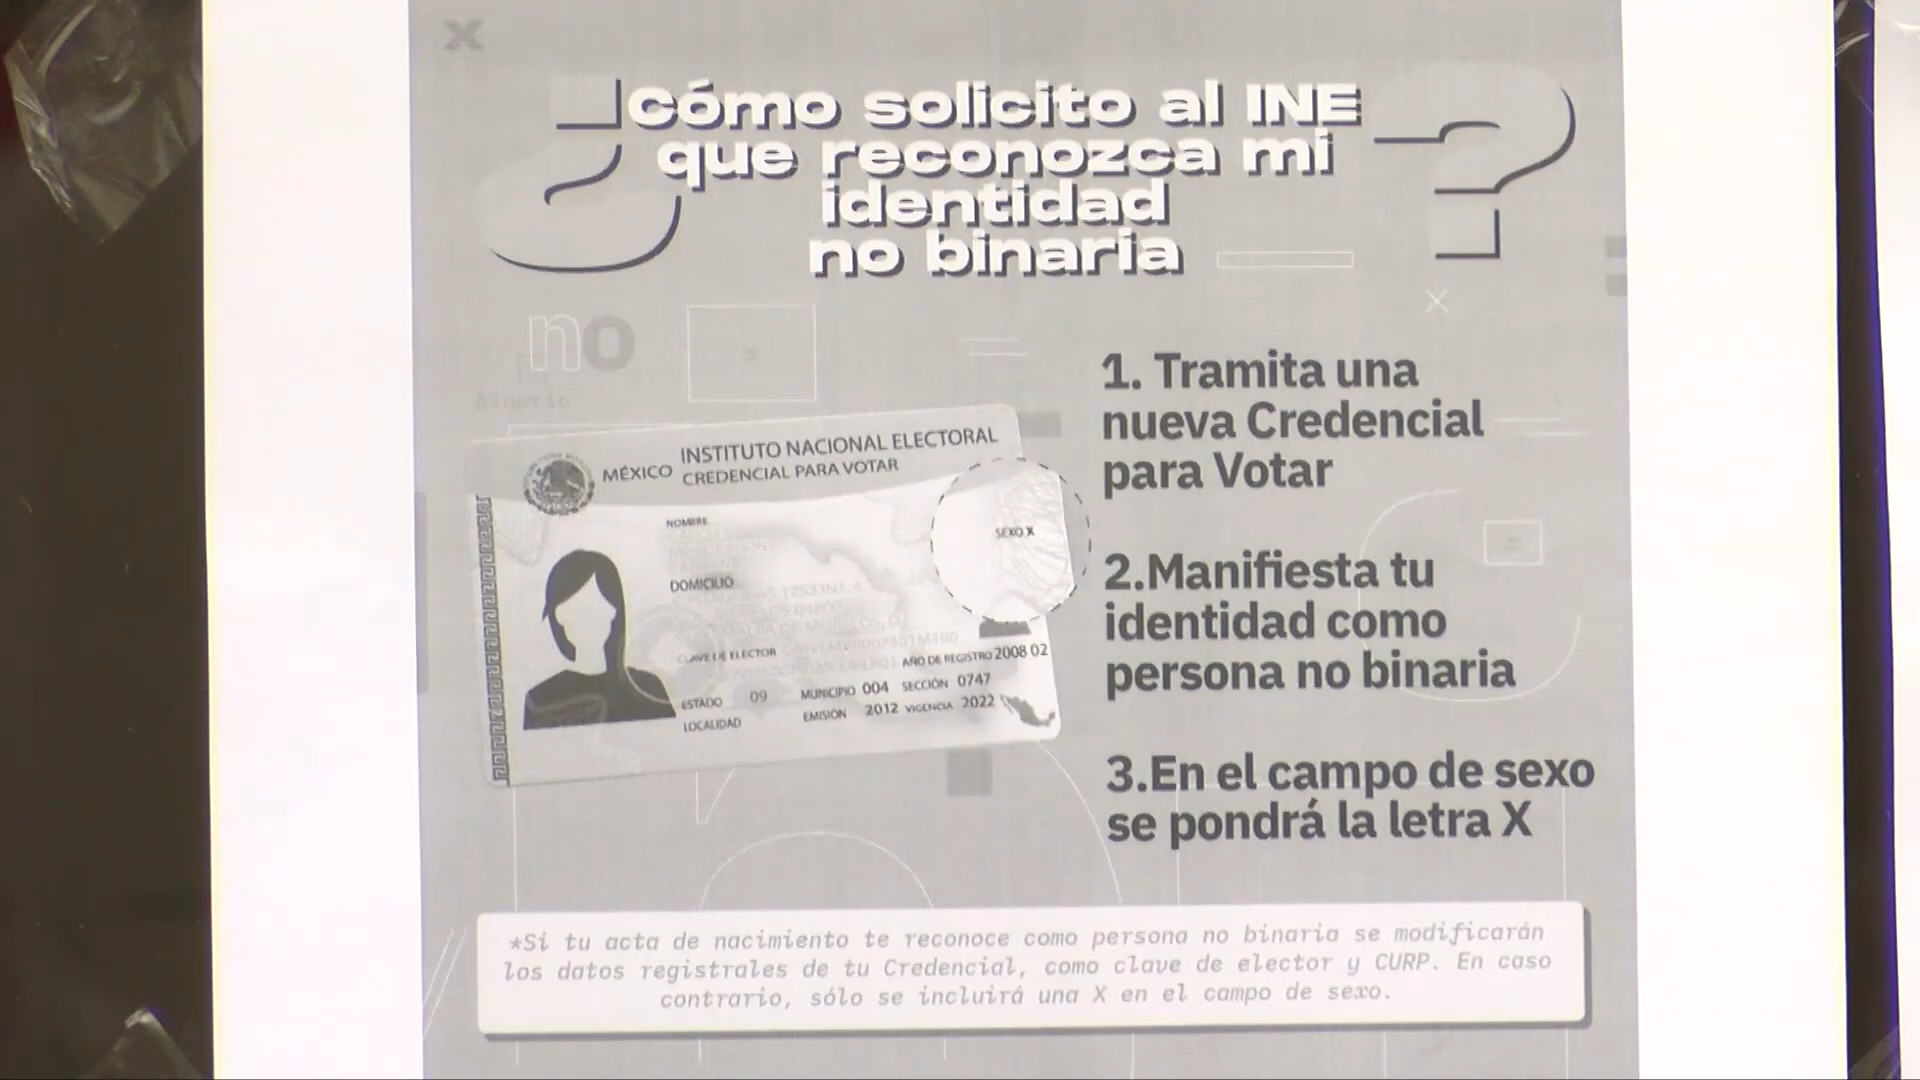 X
¿Cómo solicito al INE
que reconozca mi
identidad
no binaria?
no
1. Tramita una
nueva Credencial
para Votar
2.Manifiesta tu
identidad como
persona no binaria
3.En el campo de sexo
se pondrá la letra X
MÉXICO
INSTITUTO NACIONAL ELECTORAL
CREDENCIAL PARA VOTAR
NOMBRE
SEXO X
DOMICILIO
CLAVE DE ELECTOR
AÑO DE REGISTRO 2008 02
ESTADO 09 MUNICIPIO 004 SECCIÓN 0747
LOCALIDAD EMISIÓN 2012 VIGENCIA 2022
*Si tu acta de nacimiento te reconoce como persona no binaria se modificarán
los datos registrales de tu Credencial, como clave de elector y CURP. En caso
contrario, sólo se incluirá una X en el campo de sexo.